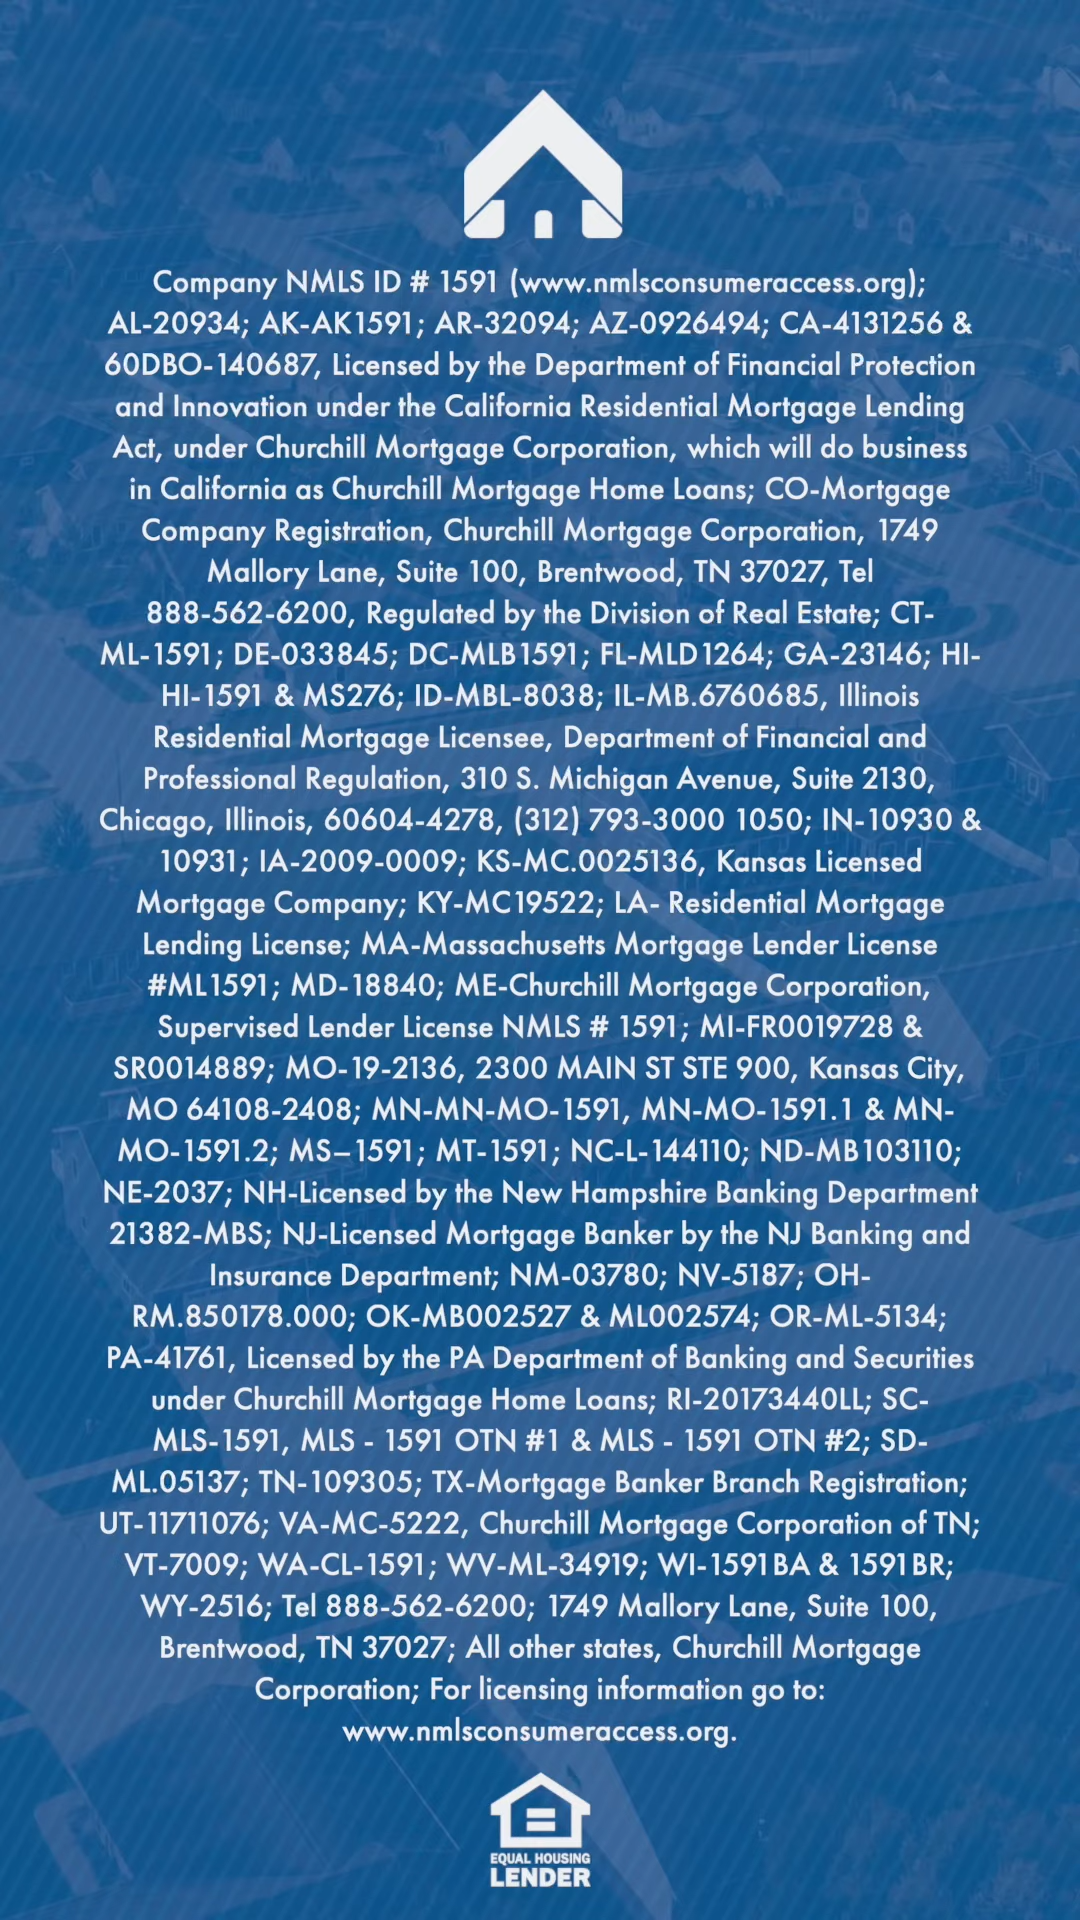 Company NMLS ID # 1591 (www.nmlsconsumeraccess.org);
AL-20934; AK-AK1591; AR-32094; AZ-0926494; CA-4131256 &
60DBO-140687, Licensed by the Department of Financial Protection
and Innovation under the California Residential Mortgage Lending
Act, under Churchill Mortgage Corporation, which will do business
in California as Churchill Mortgage Home Loans; CO-Mortgage
Company Registration, Churchill Mortgage Corporation, 1749
Mallory Lane, Suite 100, Brentwood, TN 37027, Tel
888-562-6200, Regulated by the Division of Real Estate; CT-
ML-1591; DE-033845; DC-MLB1591; FL-MLD1264; GA-23146; HI-
HI-1591 & MS276; ID-MBL-8038; IL-MB.6760685, Illinois
Residential Mortgage Licensee, Department of Financial and
Professional Regulation, 310 S. Michigan Avenue, Suite 2130,
Chicago, Illinois, 60604-4278, (312) 793-3000 1050; IN-10930 &
10931; IA-2009-0009; KS-MC.0025136, Kansas Licensed
Mortgage Company; KY-MC19522; LA- Residential Mortgage
Lending License; MA-Massachusetts Mortgage Lender License
#ML1591; MD-18840; ME-Churchill Mortgage Corporation,
Supervised Lender License NMLS # 1591; MI-FR0019728 &
SR0014889; MO-19-2136, 2300 MAIN ST STE 900, Kansas City,
MO 64108-2408; MN-MN-MO-1591, MN-MO-1591.1 & MN-
MO-1591.2; MS–1591; MT-1591; NC-L-144110; ND-MB103110;
NE-2037; NH-Licensed by the New Hampshire Banking Department
21382-MBS; NJ-Licensed Mortgage Banker by the NJ Banking and
Insurance Department; NM-03780; NV-5187; OH-
RM.850178.000; OK-MB002527 & ML002574; OR-ML-5134;
PA-41761, Licensed by the PA Department of Banking and Securities
under Churchill Mortgage Home Loans; RI-20173440LL; SC-
MLS-1591, MLS - 1591 OTN #1 & MLS - 1591 OTN #2; SD-
ML.05137; TN-109305; TX-Mortgage Banker Branch Registration;
UT-11711076; VA-MC-5222, Churchill Mortgage Corporation of TN;
VT-7009; WA-CL-1591; WV-ML-34919; WI-1591BA & 1591BR;
WY-2516; Tel 888-562-6200; 1749 Mallory Lane, Suite 100,
Brentwood, TN 37027; All other states, Churchill Mortgage
Corporation; For licensing information go to:
www.nmlsconsumeraccess.org.
EQUAL HOUSING
LENDER